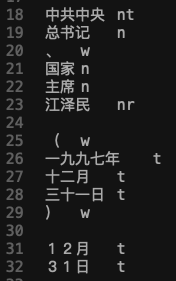 18 中共中央 nt
19 总书记 n
20 、 w
21 国家 n
22 主席 n
23 江泽民 nr
24
25 （ w
26 一九九七年 t
27 十二月 t
28 三十一日 t
29 ） w
30
31 １２月 t
32 ３１日 t